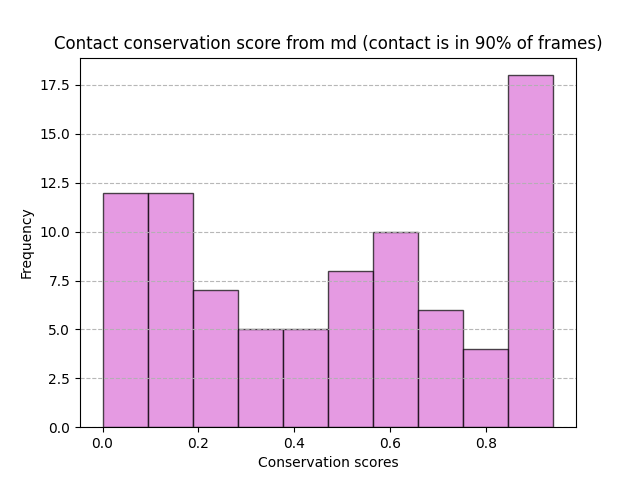 Contact conservation score from md (contact is in 90% of frames)
17.5
15.0
12.5
10.0
7.5
5.0
2.5
0.0
Frequency
0.0 0.2 0.4 0.6 0.8
Conservation scores